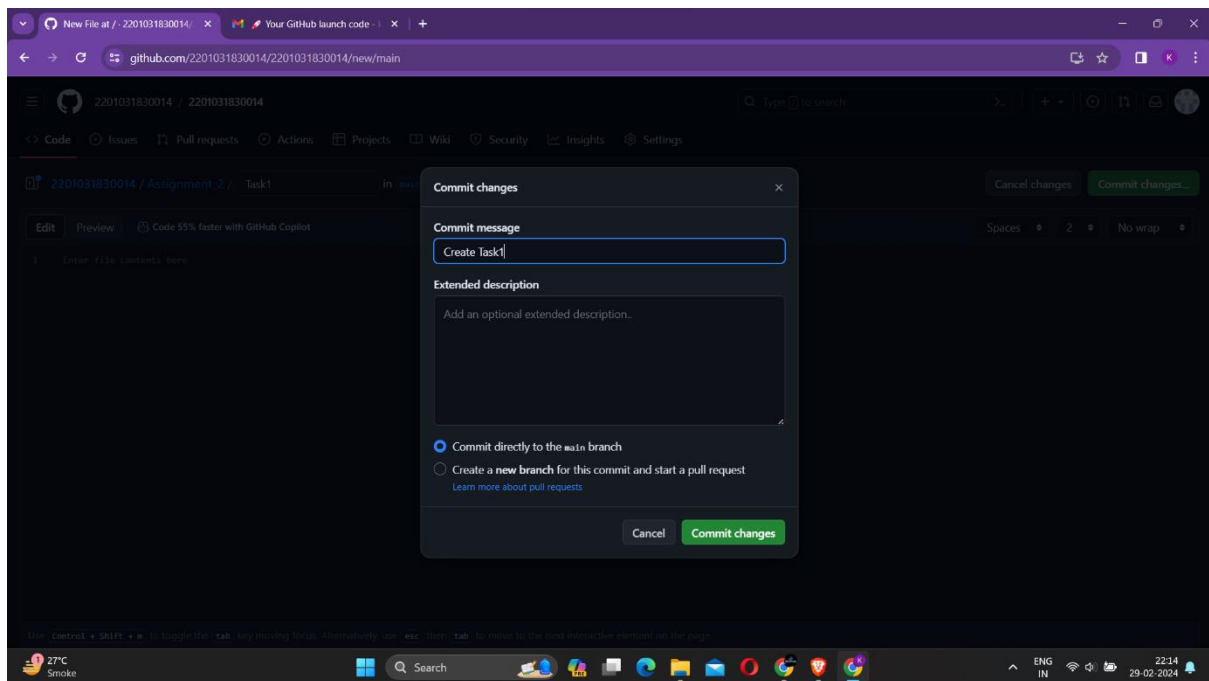 New File at / · 2201031830014/
Your GitHub launch code -
github.com/2201031830014/2201031830014/new/main
K
2201031830014 / 2201031830014
Type / to search
Code Issues Pull requests Actions Projects Wiki Security Insights Settings
2201031830014 / Assignment_2 / Task1 in main
Cancel changes Commit changes...
Edit Preview Code 55% faster with GitHub Copilot
Spaces 2 No wrap
1 Enter file contents here
Commit changes
Commit message
Create Task1
Extended description
Add an optional extended description..
Commit directly to the main branch
Create a new branch for this commit and start a pull request
Learn more about pull requests
Cancel Commit changes
Use Control + Shift + m to toggle the tab key moving focus. Alternatively, use esc then tab to move to the next interactive element on the page.
1
27°C
Smoke
Search
PRE
K
ENG
IN
22:14
29-02-2024